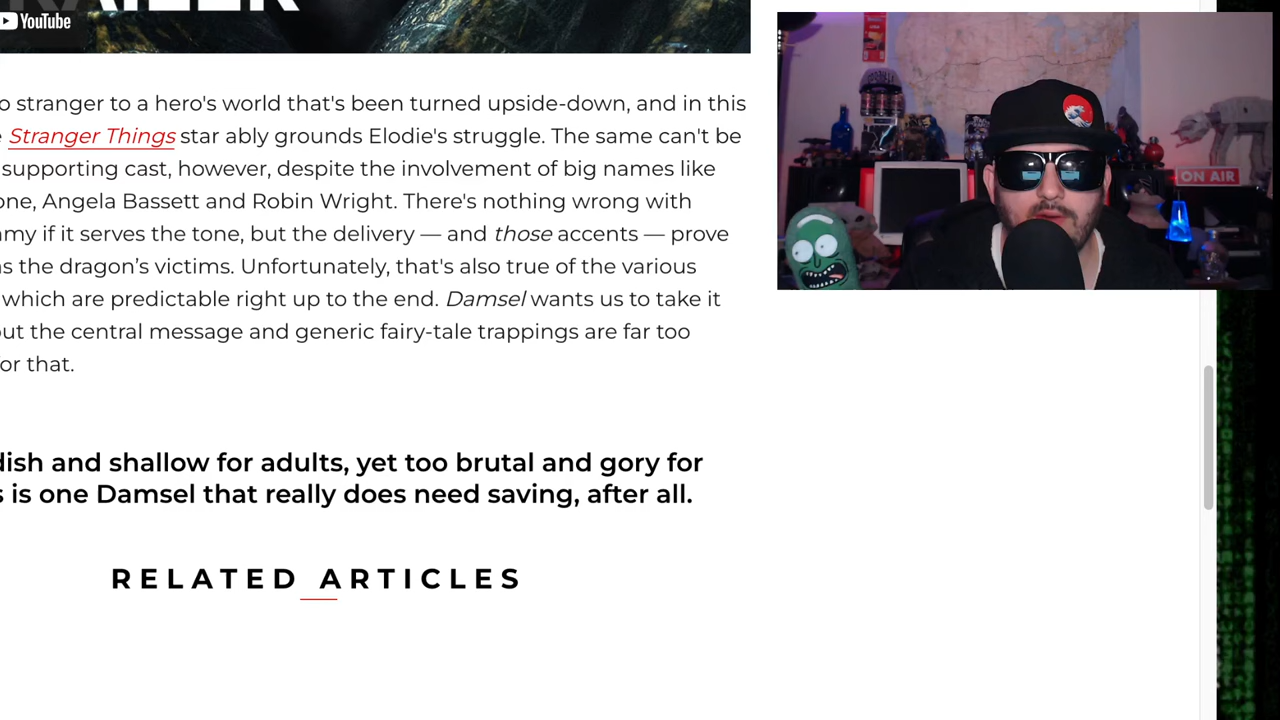 YouTube
stranger to a hero's world that's been turned upside-down, and in this
Stranger Things star ably grounds Elodie's struggle. The same can't be
supporting cast, however, despite the involvement of big names like
Angela Bassett and Robin Wright. There's nothing wrong with
if it serves the tone, but the delivery — and those accents — prove
the dragon’s victims. Unfortunately, that's also true of the various
which are predictable right up to the end. Damsel wants us to take it
the central message and generic fairy-tale trappings are far too
or that.
and shallow for adults, yet too brutal and gory for
is one Damsel that really does need saving, after all.
RELATED ARTICLES
ON AIR